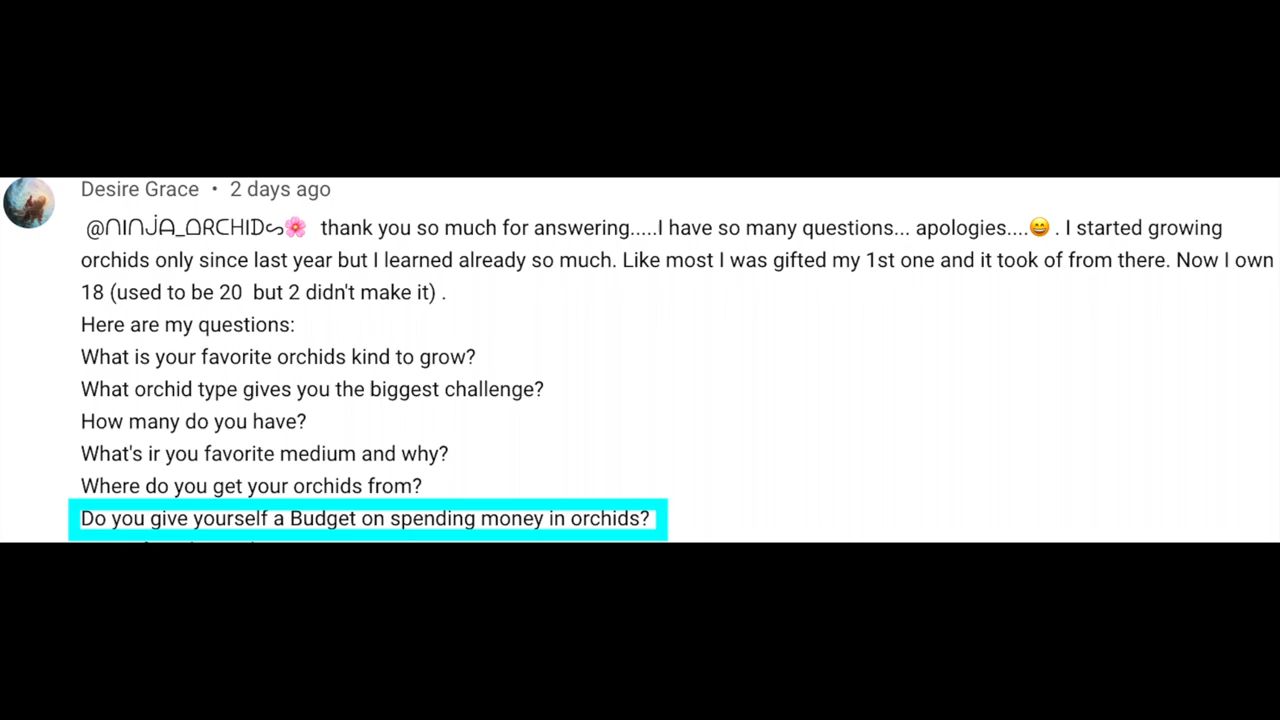 Desire Grace • 2 days ago
@ᑎIᑎᒍᗩ_ᗝᖇᑕᕼIᗪᔕ🌸 thank you so much for answering.....I have so many questions... apologies....😄 . I started growing
orchids only since last year but I learned already so much. Like most I was gifted my 1st one and it took of from there. Now I own
18 (used to be 20 but 2 didn't make it) .
Here are my questions:
What is your favorite orchids kind to grow?
What orchid type gives you the biggest challenge?
How many do you have?
What's ir you favorite medium and why?
Where do you get your orchids from?
Do you give yourself a Budget on spending money in orchids?